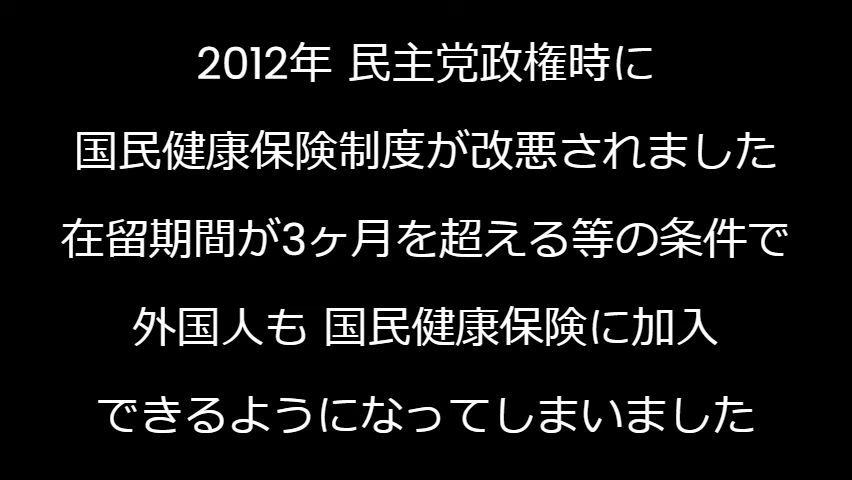 2012年 民主党政権時に
国民健康保険制度が改悪されました
在留期間が3ヶ月を超える等の条件で
外国人も 国民健康保険に加入
できるようになってしまいました